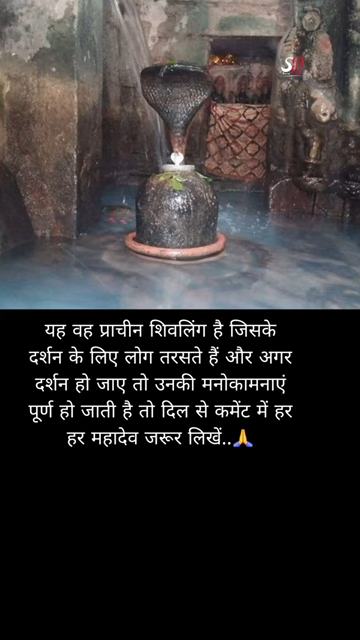 यह वह प्राचीन शिवलिंग है जिसके
दर्शन के लिए लोग तरसते हैं और अगर
दर्शन हो जाए तो उनकी मनोकामनाएं
पूर्ण हो जाती है तो दिल से कमेंट में हर
हर महादेव जरूर लिखें..🙏